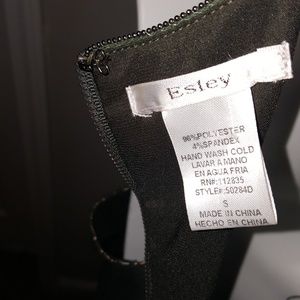 Esley
96%POLYESTER
4%SPANDEX
HAND WASH COLD
LAVAR A MANO
EN AGUA FRIA
RN#:112835
STYLE#:50284D
S
MADE IN CHINA
HECHO EN CHINA